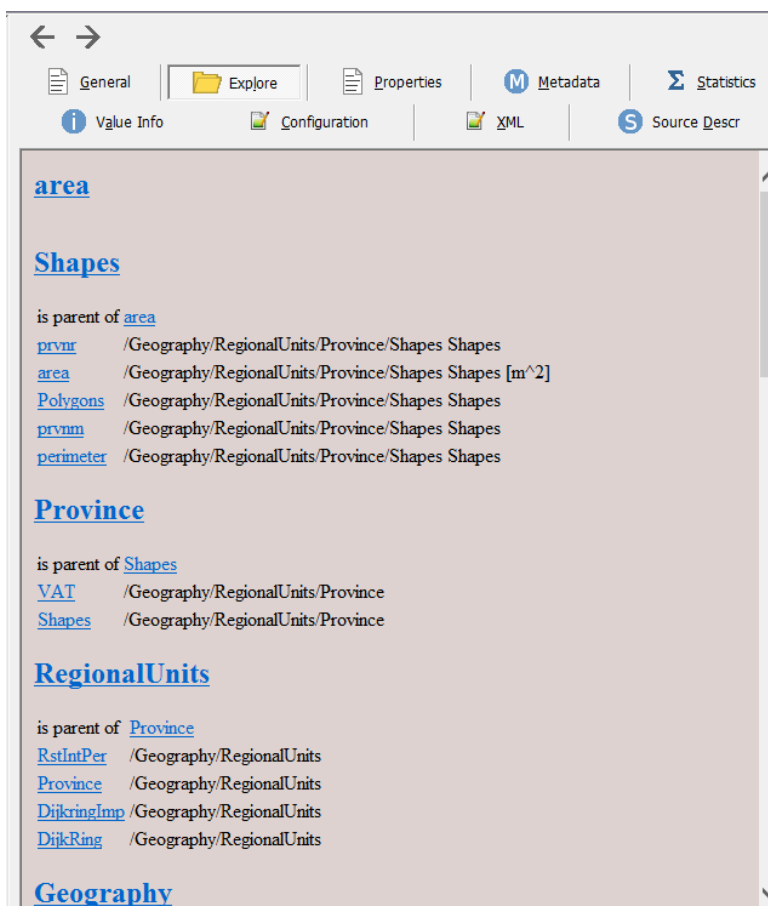 General Explore Properties M Metadata Σ Statistics
i Value Info Configuration XML S Source Descr
area
Shapes
is parent of area
prvnr /Geography/RegionalUnits/Province/Shapes Shapes
area /Geography/RegionalUnits/Province/Shapes Shapes [m^2]
Polygons /Geography/RegionalUnits/Province/Shapes Shapes
prvnm /Geography/RegionalUnits/Province/Shapes Shapes
perimeter /Geography/RegionalUnits/Province/Shapes Shapes
Province
is parent of Shapes
VAT /Geography/RegionalUnits/Province
Shapes /Geography/RegionalUnits/Province
RegionalUnits
is parent of Province
RstIntPer /Geography/RegionalUnits
Province /Geography/RegionalUnits
DijkringImp /Geography/RegionalUnits
DijkRing /Geography/RegionalUnits
Geography